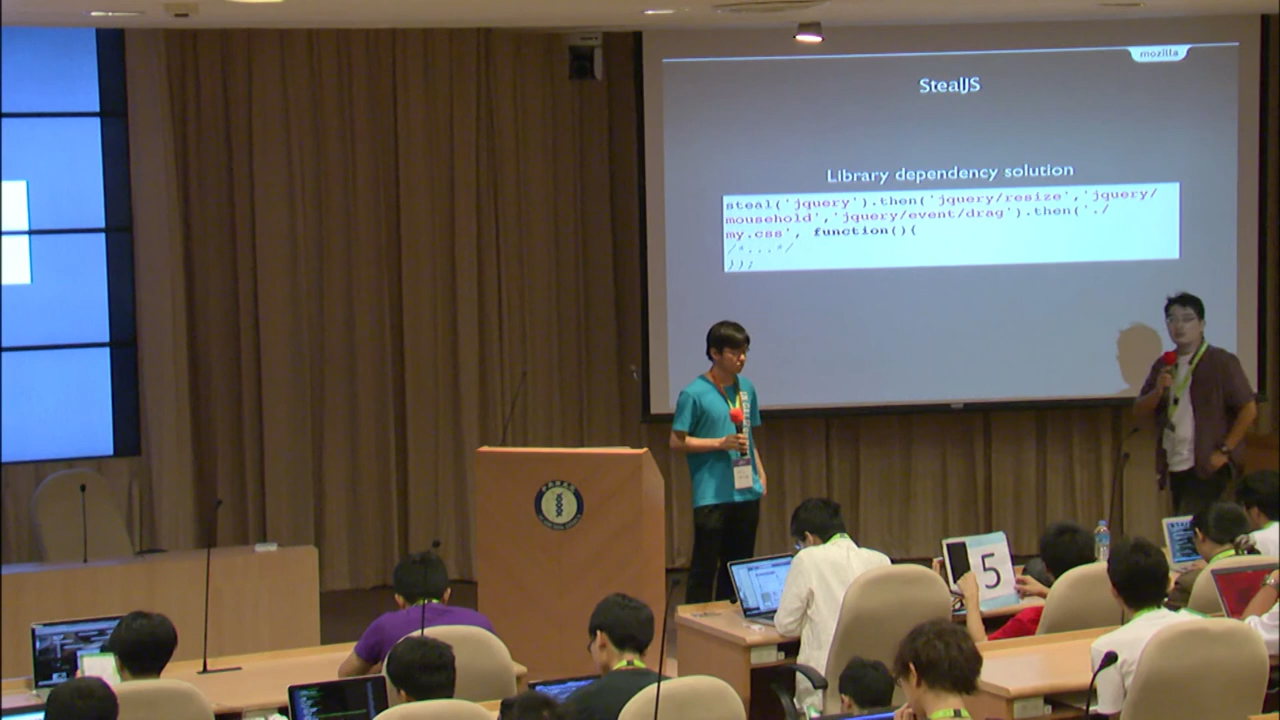 mozilla
StealJS
Library dependency solution
steal('jquery').then('jquery/resize','jquery/
mousehold','jquery/event/drag').then('./
my.css', function(){
/*...*/
});
5